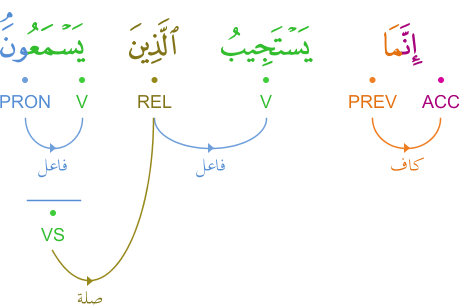 إِنَّمَا يَسْتَجِيبُ ٱلَّذِينَ يَسْمَعُونَ ۘ
ACC PREV V REL V PRON
كاف فاعل فاعل
VS
صلة